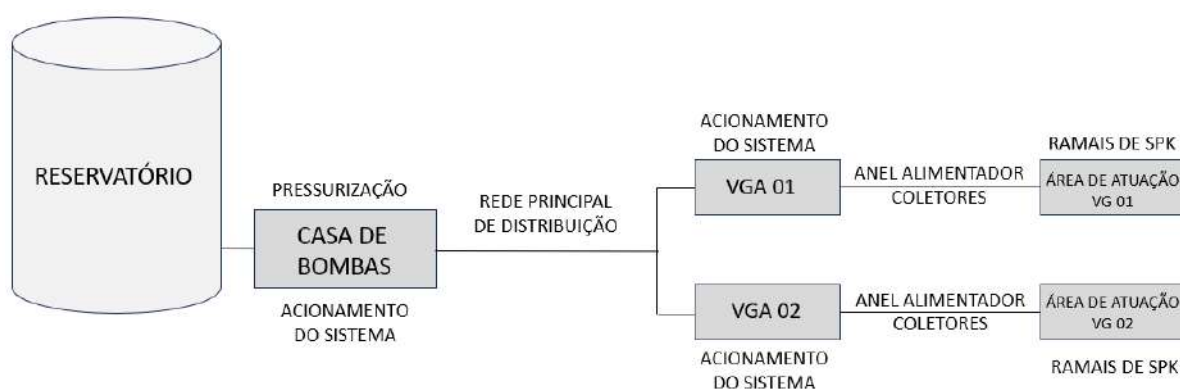 RESERVATÓRIO
PRESSURIZAÇÃO
CASA DE
BOMBAS
ACIONAMENTO
DO SISTEMA
REDE PRINCIPAL
DE DISTRIBUIÇÃO
ACIONAMENTO
DO SISTEMA
VGA 01
ANEL ALIMENTADOR
COLETORES
RAMAIS DE SPK
ÁREA DE ATUAÇÃO
VG 01
VGA 02
ACIONAMENTO
DO SISTEMA
ANEL ALIMENTADOR
COLETORES
ÁREA DE ATUAÇÃO
VG 02
RAMAIS DE SPK